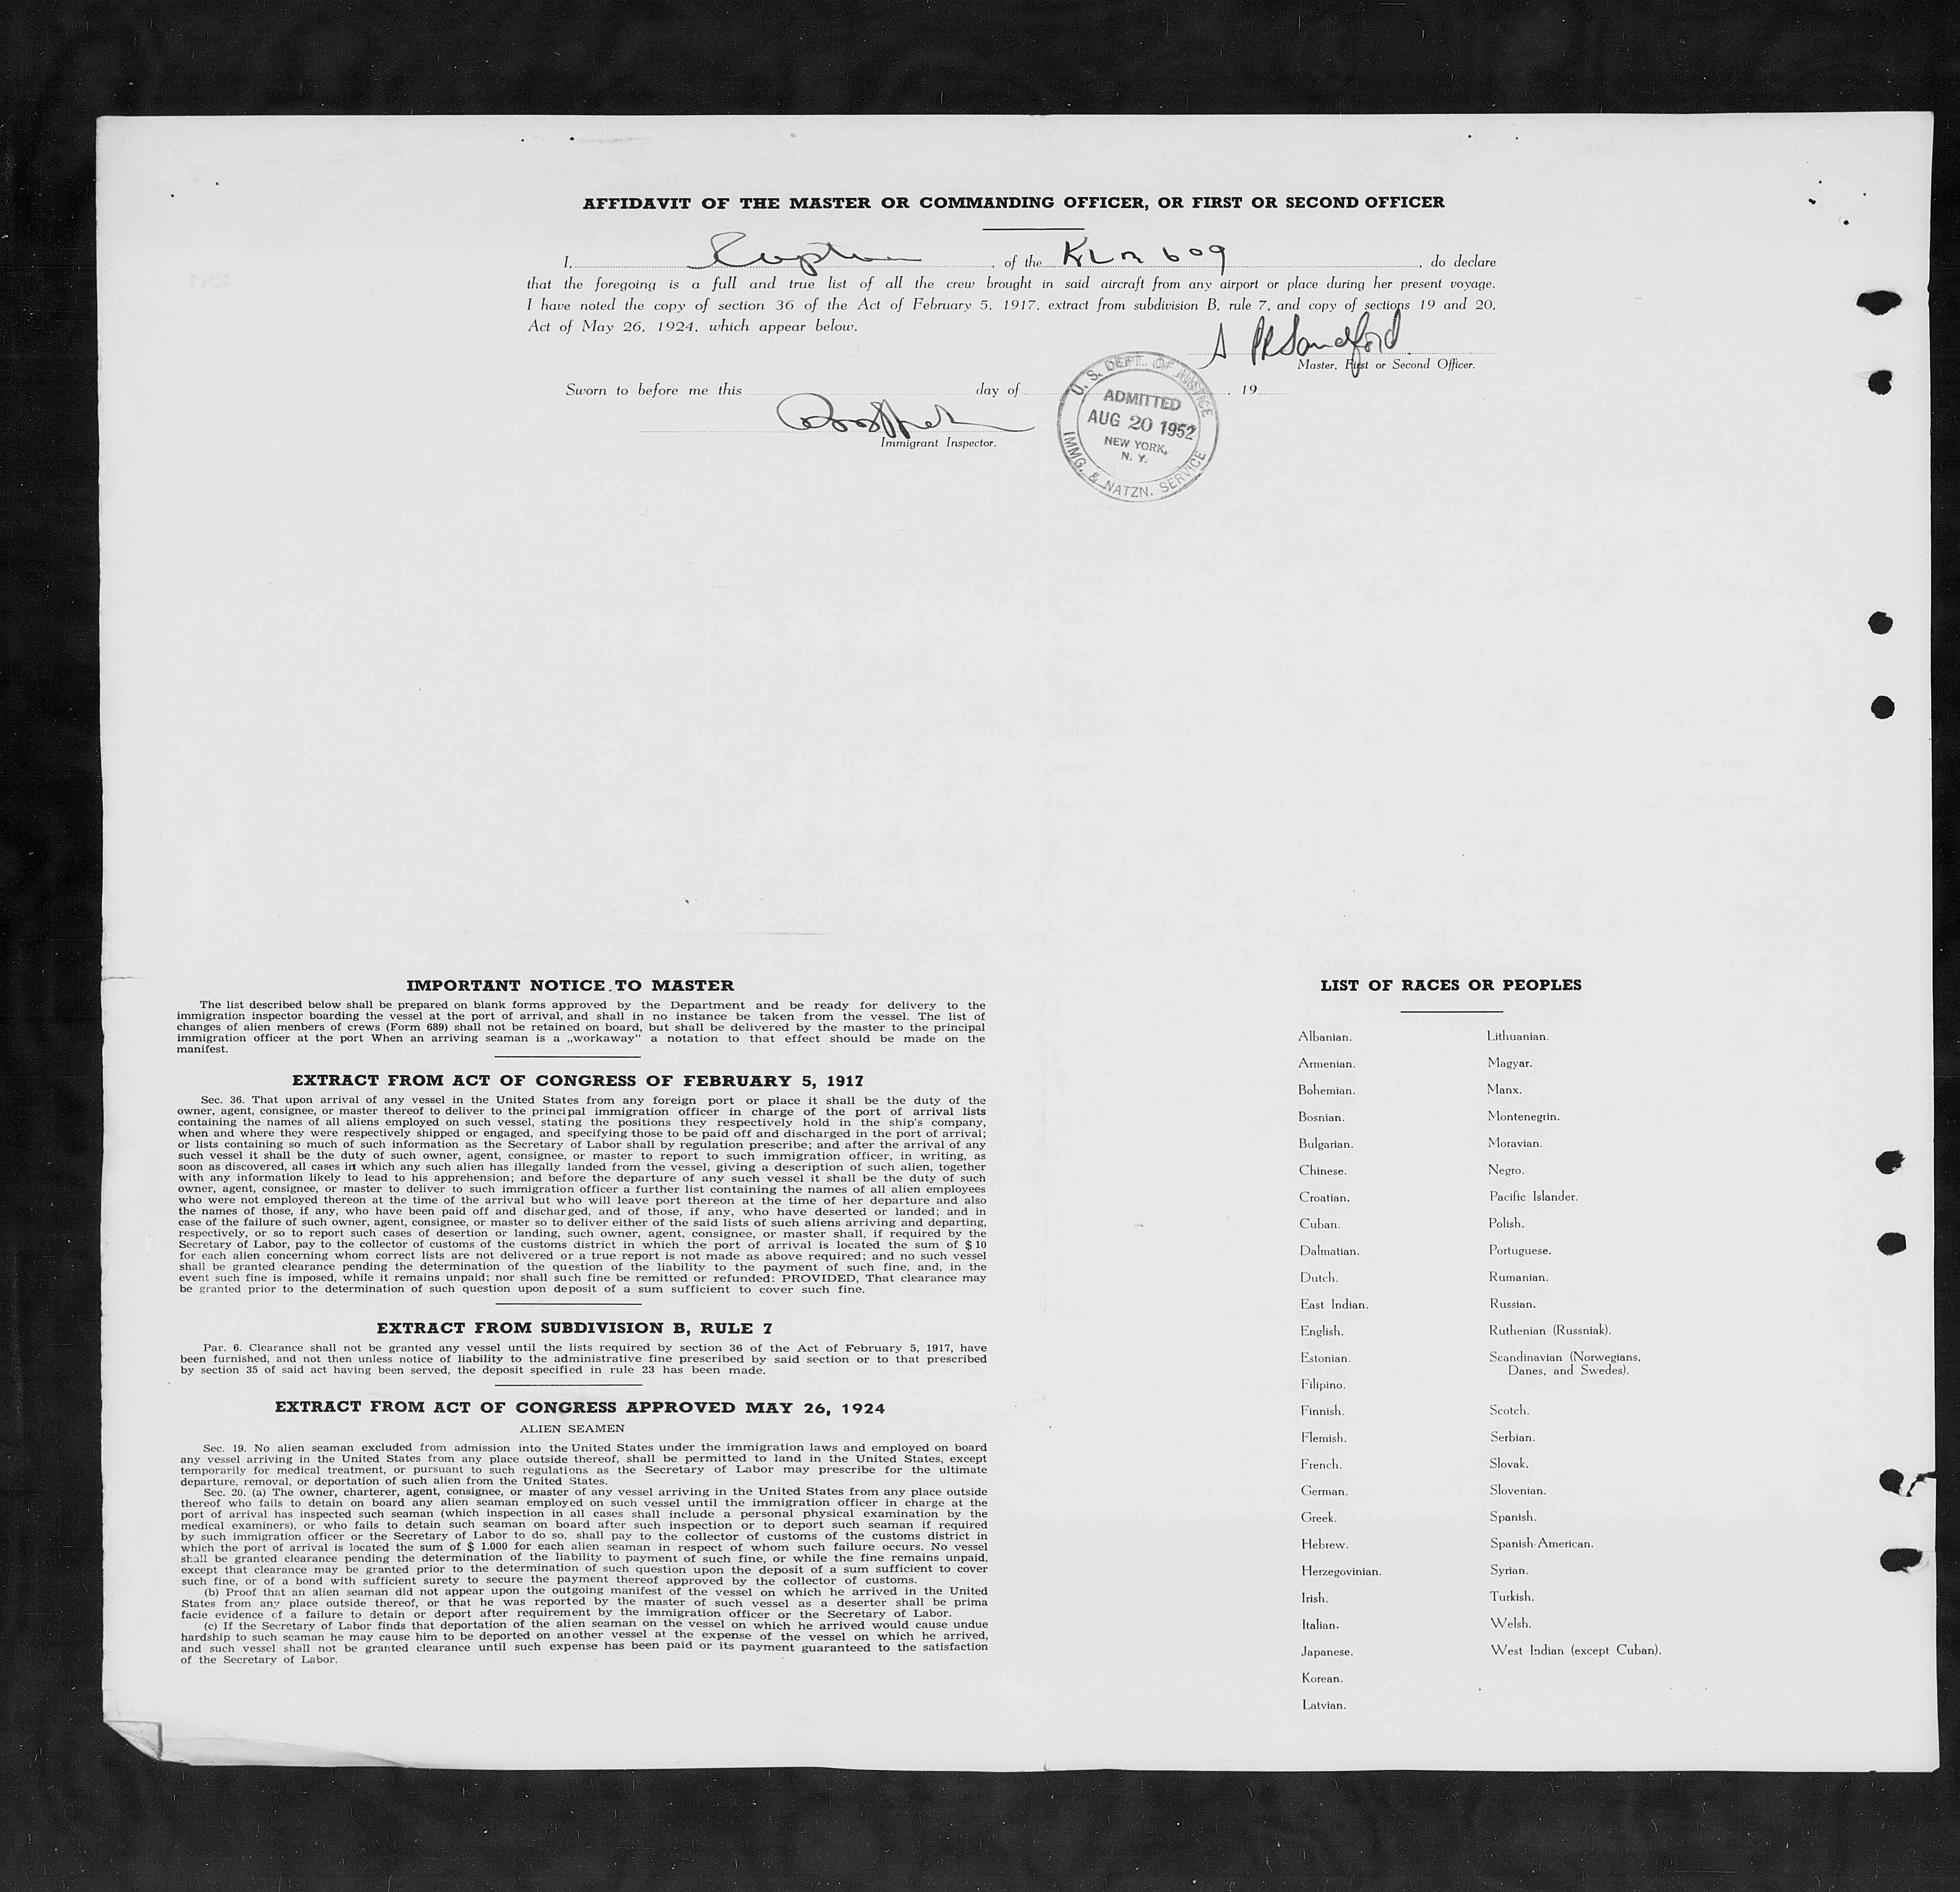 AFFIDAVIT OF THE MASTER OR COMMANDING OFFICER, OR FIRST OR SECOND OFFICER
I, of the KLM 609, do declare
that the foregoing is a full and true list of all the crew brought in said aircraft from any airport or place during her present voyage.
I have noted the copy of section 36 of the Act of February 5, 1917, extract from subdivision B, rule 7, and copy of sections 19 and 20,
Act of May 26, 1924, which appear below.
Sandford
Master, First or Second Officer.
Sworn to before me this day of , 19
Immigrant Inspector.
U. S. DEPT. OF JUSTICE
ADMITTED
AUG 20 1952
NEW YORK,
N. Y.
IMMG. & NATZN. SERVICE
IMPORTANT NOTICE TO MASTER
The list described below shall be prepared on blank forms approved by the Department and be ready for delivery to the
immigration inspector boarding the vessel at the port of arrival, and shall in no instance be taken from the vessel. The list of
changes of alien menbers of crews (Form 689) shall not be retained on board, but shall be delivered by the master to the principal
immigration officer at the port When an arriving seaman is a „workaway” a notation to that effect should be made on the
manifest.
EXTRACT FROM ACT OF CONGRESS OF FEBRUARY 5, 1917
Sec. 36. That upon arrival of any vessel in the United States from any foreign port or place it shall be the duty of the
owner, agent, consignee, or master thereof to deliver to the principal immigration officer in charge of the port of arrival lists
containing the names of all aliens employed on such vessel, stating the positions they respectively hold in the ship's company,
when and where they were respectively shipped or engaged, and specifying those to be paid off and discharged in the port of arrival;
or lists containing so much of such information as the Secretary of Labor shall by regulation prescribe; and after the arrival of any
such vessel it shall be the duty of such owner, agent, consignee, or master to report to such immigration officer, in writing, as
soon as discovered, all cases in which any such alien has illegally landed from the vessel, giving a description of such alien, together
with any information likely to lead to his apprehension; and before the departure of any such vessel it shall be the duty of such
owner, agent, consignee, or master to deliver to such immigration officer a further list containing the names of all alien employees
who were not employed thereon at the time of the arrival but who will leave port thereon at the time of her departure and also
the names of those, if any, who have been paid off and discharged, and of those, if any, who have deserted or landed; and in
case of the failure of such owner, agent, consignee, or master so to deliver either of the said lists of such aliens arriving and departing,
respectively, or so to report such cases of desertion or landing, such owner, agent, consignee, or master shall, if required by the
Secretary of Labor, pay to the collector of customs of the customs district in which the port of arrival is located the sum of $ 10
for each alien concerning whom correct lists are not delivered or a true report is not made as above required; and no such vessel
shall be granted clearance pending the determination of the question of the liability to the payment of such fine, and, in the
event such fine is imposed, while it remains unpaid; nor shall such fine be remitted or refunded: PROVIDED, That clearance may
be granted prior to the determination of such question upon deposit of a sum sufficient to cover such fine.
EXTRACT FROM SUBDIVISION B, RULE 7
Par. 6. Clearance shall not be granted any vessel until the lists required by section 36 of the Act of February 5, 1917, have
been furnished, and not then unless notice of liability to the administrative fine prescribed by said section or to that prescribed
by section 35 of said act having been served, the deposit specified in rule 23 has been made.
EXTRACT FROM ACT OF CONGRESS APPROVED MAY 26, 1924
ALIEN SEAMEN
Sec. 19. No alien seaman excluded from admission into the United States under the immigration laws and employed on board
any vessel arriving in the United States from any place outside thereof, shall be permitted to land in the United States, except
temporarily for medical treatment, or pursuant to such regulations as the Secretary of Labor may prescribe for the ultimate
departure, removal, or deportation of such alien from the United States.
Sec. 20. (a) The owner, charterer, agent, consignee, or master of any vessel arriving in the United States from any place outside
thereof who fails to detain on board any alien seaman employed on such vessel until the immigration officer in charge at the
port of arrival has inspected such seaman (which inspection in all cases shall include a personal physical examination by the
medical examiners), or who fails to detain such seaman on board after such inspection or to deport such seaman if required
by such immigration officer or the Secretary of Labor to do so, shall pay to the collector of customs of the customs district in
which the port of arrival is located the sum of $ 1.000 for each alien seaman in respect of whom such failure occurs. No vessel
shall be granted clearance pending the determination of the liability to payment of such fine, or while the fine remains unpaid,
except that clearance may be granted prior to the determination of such question upon the deposit of a sum sufficient to cover
such fine, or of a bond with sufficient surety to secure the payment thereof approved by the collector of customs.
(b) Proof that an alien seaman did not appear upon the outgoing manifest of the vessel on which he arrived in the United
States from any place outside thereof, or that he was reported by the master of such vessel as a deserter shall be prima
facie evidence of a failure to detain or deport after requirement by the immigration officer or the Secretary of Labor.
(c) If the Secretary of Labor finds that deportation of the alien seaman on the vessel on which he arrived would cause undue
hardship to such seaman he may cause him to be deported on another vessel at the expense of the vessel on which he arrived,
and such vessel shall not be granted clearance until such expense has been paid or its payment guaranteed to the satisfaction
of the Secretary of Labor.
LIST OF RACES OR PEOPLES
Albanian.
Armenian.
Bohemian.
Bosnian.
Bulgarian.
Chinese.
Croatian.
Cuban.
Dalmatian.
Dutch.
East Indian.
English.
Estonian.
Filipino.
Finnish.
Flemish.
French.
German.
Greek.
Hebrew.
Herzegovinian.
Irish.
Italian.
Japanese.
Korean.
Latvian.
Lithuanian.
Magyar.
Manx.
Montenegrin.
Moravian.
Negro.
Pacific Islander.
Polish.
Portuguese.
Rumanian.
Russian.
Ruthenian (Russniak).
Scandinavian (Norwegians,
Danes, and Swedes).
Scotch.
Serbian.
Slovak.
Slovenian.
Spanish.
Spanish-American.
Syrian.
Turkish.
Welsh.
West Indian (except Cuban).